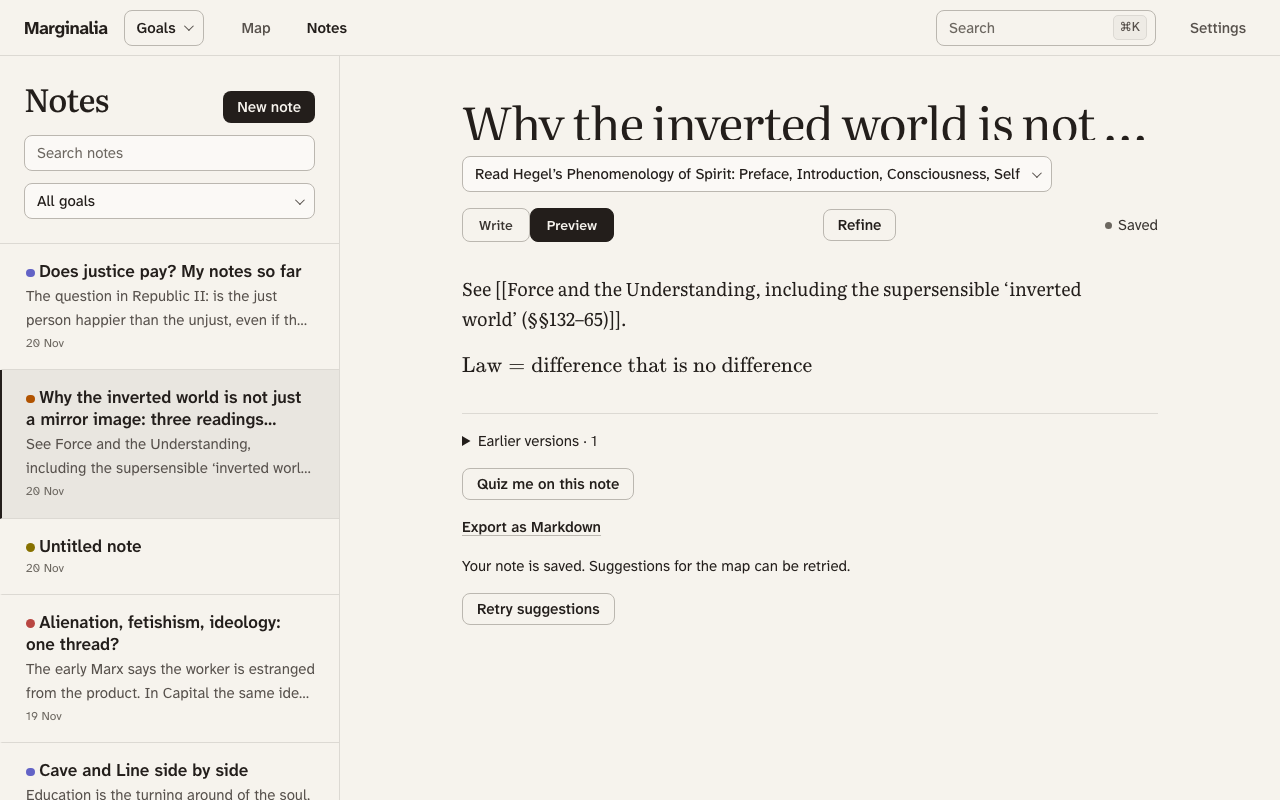 Marginalia
Goals
Map
Notes
Search
⌘K
Settings
Notes
New note
Search notes
All goals
Does justice pay? My notes so far
The question in Republic II: is the just
person happier than the unjust, even if th…
20 Nov
Why the inverted world is not just
a mirror image: three readings…
See Force and the Understanding,
including the supersensible ‘inverted worl…
20 Nov
Untitled note
20 Nov
Alienation, fetishism, ideology:
one thread?
The early Marx says the worker is estranged
from the product. In Capital the same ide…
19 Nov
Cave and Line side by side
Education is the turning around of the soul,
Why the inverted world is not …
Read Hegel’s Phenomenology of Spirit: Preface, Introduction, Consciousness, Self
Write
Preview
Refine
Saved
See [[Force and the Understanding, including the supersensible ‘inverted
world’ (§§132–65)]].
Law = difference that is no difference
Earlier versions · 1
Quiz me on this note
Export as Markdown
Your note is saved. Suggestions for the map can be retried.
Retry suggestions